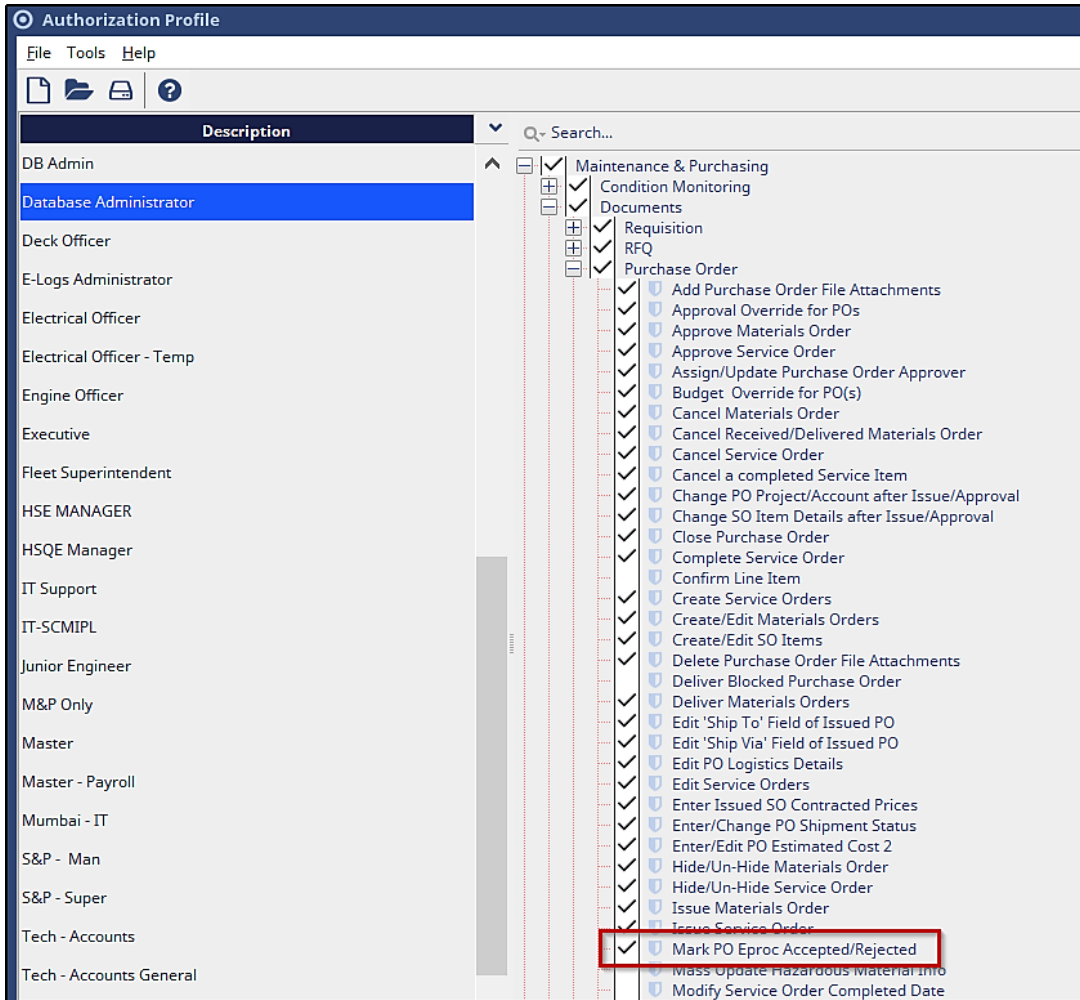 Authorization Profile
File Tools Help
Description
DB Admin
Database Administrator
Deck Officer
E-Logs Administrator
Electrical Officer
Electrical Officer - Temp
Engine Officer
Executive
Fleet Superintendent
HSE MANAGER
HSQE Manager
IT Support
IT-SCMIPL
Junior Engineer
M&P Only
Master
Master - Payroll
Mumbai - IT
S&P - Man
S&P - Super
Tech - Accounts
Tech - Accounts General
Search...
Maintenance & Purchasing
Condition Monitoring
Documents
Requisition
RFQ
Purchase Order
Add Purchase Order File Attachments
Approval Override for POs
Approve Materials Order
Approve Service Order
Assign/Update Purchase Order Approver
Budget Override for PO(s)
Cancel Materials Order
Cancel Received/Delivered Materials Order
Cancel Service Order
Cancel a completed Service Item
Change PO Project/Account after Issue/Approval
Change SO Item Details after Issue/Approval
Close Purchase Order
Complete Service Order
Confirm Line Item
Create Service Orders
Create/Edit Materials Orders
Create/Edit SO Items
Delete Purchase Order File Attachments
Deliver Blocked Purchase Order
Deliver Materials Orders
Edit 'Ship To' Field of Issued PO
Edit 'Ship Via' Field of Issued PO
Edit PO Logistics Details
Edit Service Orders
Enter Issued SO Contracted Prices
Enter/Change PO Shipment Status
Enter/Edit PO Estimated Cost 2
Hide/Un-Hide Materials Order
Hide/Un-Hide Service Order
Issue Materials Order
Issue Service Order
Mark PO Eproc Accepted/Rejected
Mass Update Hazardous Material Info
Modify Service Order Completed Date